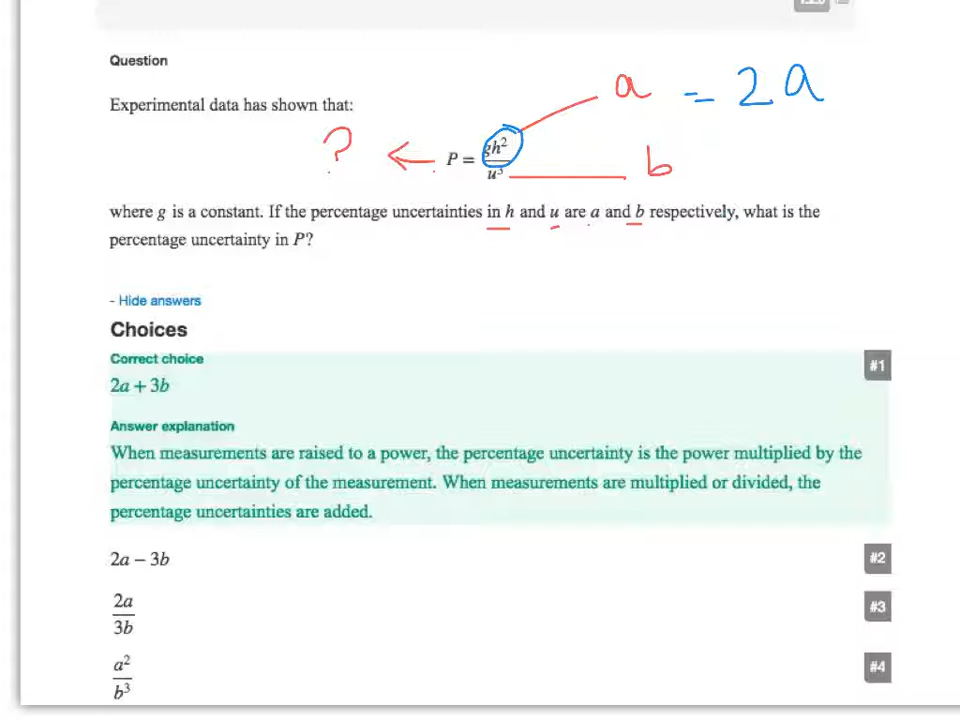 Question
a = 2a
Experimental data has shown that:
? ← P = gh²/u³ b
where g is a constant. If the percentage uncertainties in h and u are a and b respectively, what is the
percentage uncertainty in P?
- Hide answers
Choices
Correct choice
#1
2a + 3b
Answer explanation
When measurements are raised to a power, the percentage uncertainty is the power multiplied by the
percentage uncertainty of the measurement. When measurements are multiplied or divided, the
percentage uncertainties are added.
2a − 3b
#2
2a/3b
#3
a²/b³
#4